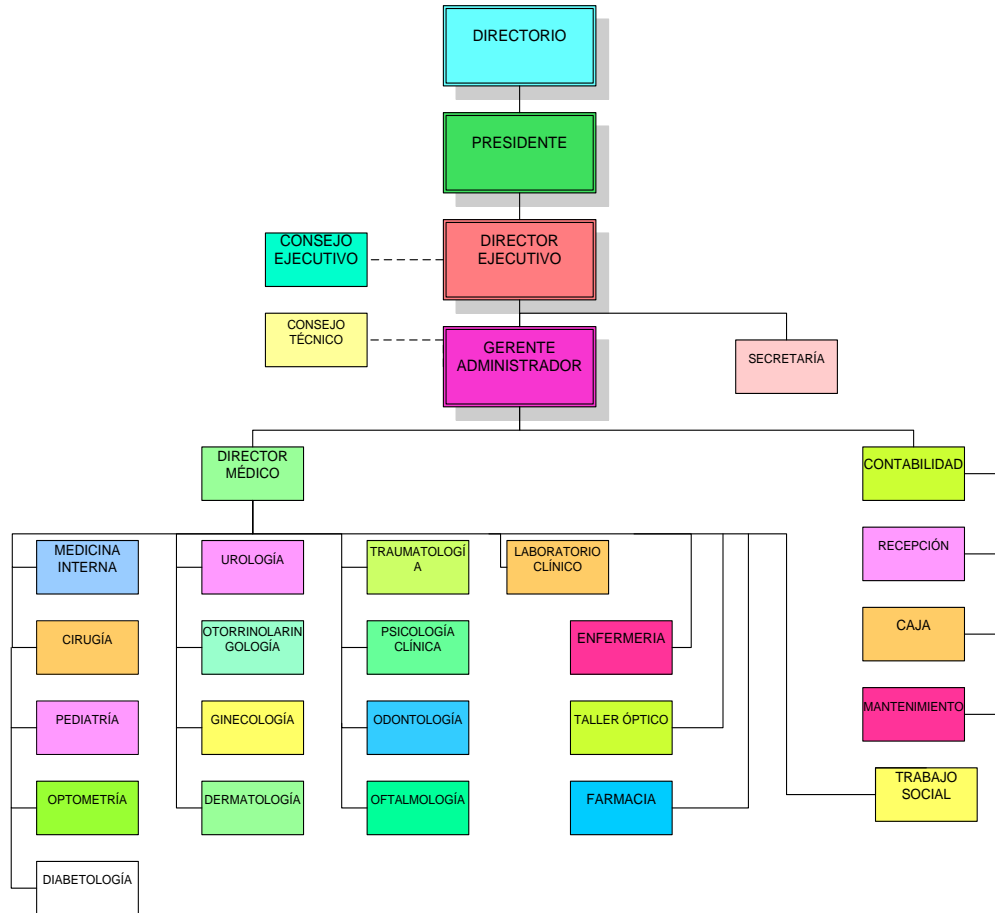 DIRECTORIO
PRESIDENTE
CONSEJO
EJECUTIVO
DIRECTOR
EJECUTIVO
CONSEJO
TÉCNICO
GERENTE
ADMINISTRADOR
SECRETARÍA
DIRECTOR
MÉDICO
CONTABILIDAD
MEDICINA
INTERNA
UROLOGÍA
TRAUMATOLOGÍ
A
LABORATORIO
CLÍNICO
RECEPCIÓN
CIRUGÍA
OTORRINOLARIN
GOLOGÍA
PSICOLOGÍA
CLÍNICA
ENFERMERIA
CAJA
PEDIATRÍA
GINECOLOGÍA
ODONTOLOGÍA
TALLER ÓPTICO
MANTENIMIENTO
OPTOMETRÍA
DERMATOLOGÍA
OFTALMOLOGÍA
FARMACIA
TRABAJO
SOCIAL
DIABETOLOGÍA